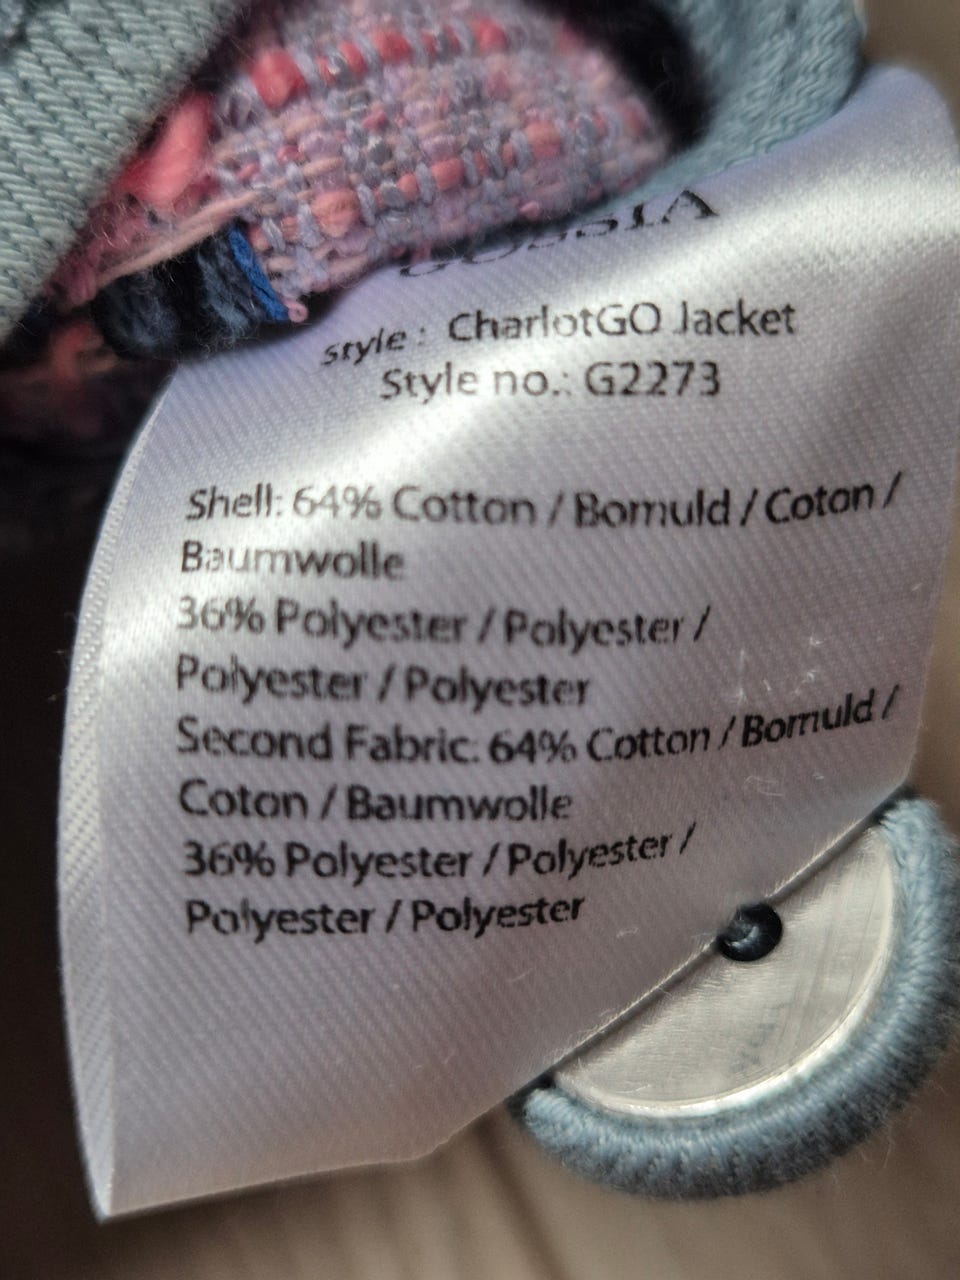 GOSSIA
style: CharlotGO Jacket
Style no.: G2273
Shell: 64% Cotton / Bomuld / Coton /
Baumwolle
36% Polyester / Polyester /
Polyester / Polyester
Second Fabric: 64% Cotton / Bomuld /
Coton / Baumwolle
36% Polyester / Polyester /
Polyester / Polyester